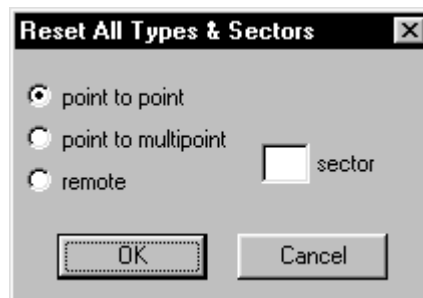 Reset All Types & Sectors
point to point
point to multipoint
sector
remote
OK
Cancel